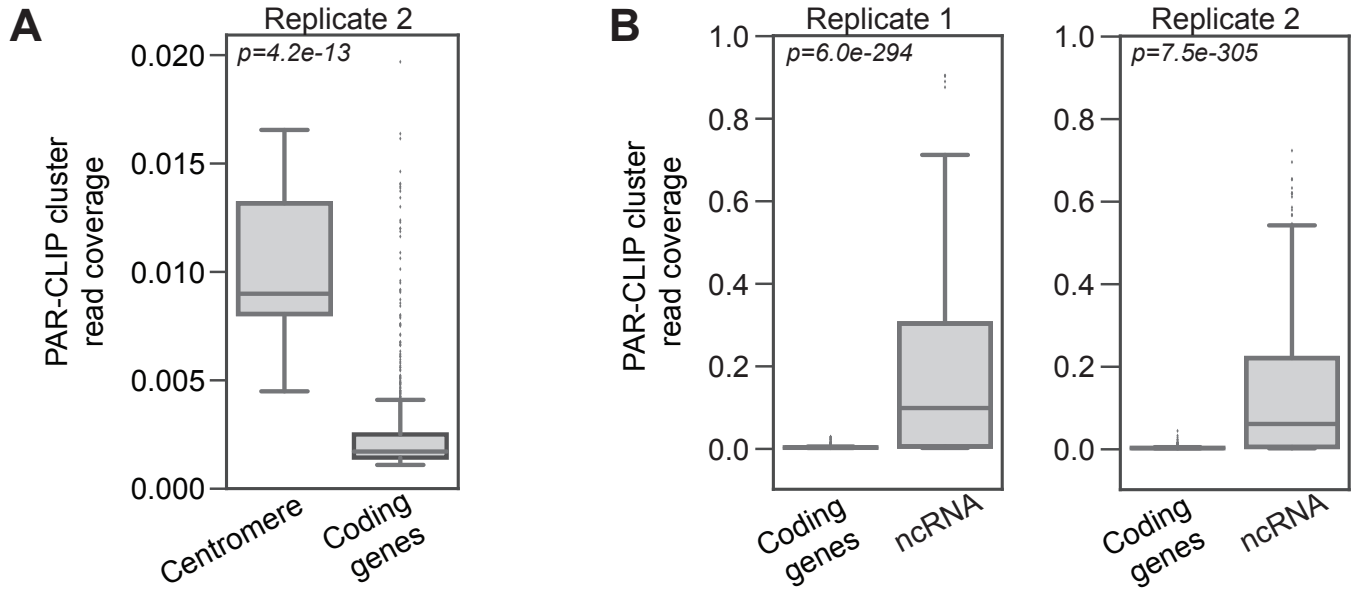 A
Replicate 2
p=4.2e-13
PAR-CLIP cluster
read coverage
0.020
0.015
0.010
0.005
0.000
Centromere
Coding
genes
B
Replicate 1
p=6.0e-294
PAR-CLIP cluster
read coverage
1.0
0.8
0.6
0.4
0.2
0.0
Coding
genes
ncRNA
Replicate 2
p=7.5e-305
1.0
0.8
0.6
0.4
0.2
0.0
Coding
genes
ncRNA